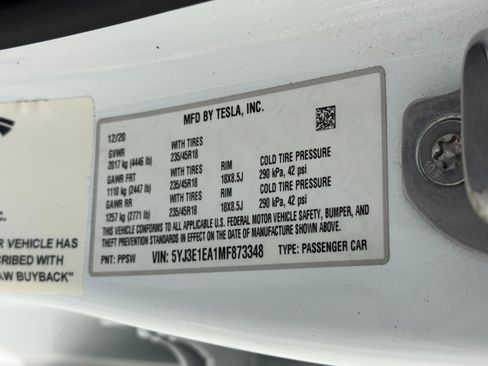 MFD BY TESLA, INC.
12/20
GVWR WITH TIRES
2017 kg (4446 lb) 235/45R18 RIM COLD TIRE PRESSURE
GAWR FRT WITH TIRES 18X8.5J 290 kPa, 42 psi
1110 kg (2447 lb) 235/45R18 RIM COLD TIRE PRESSURE
GAWR RR WITH TIRES 18X8.5J 290 kPa, 42 psi
1257 kg (2771 lb) 235/45R18
THIS VEHICLE CONFORMS TO ALL APPLICABLE U.S. FEDERAL MOTOR VEHICLE SAFETY, BUMPER, AND
THEFT PREVENTION STANDARDS IN EFFECT ON THE DATE OF MANUFACTURE SHOWN ABOVE.
PNT: PPSW VIN: 5YJ3E1EA1MF873348 TYPE: PASSENGER CAR
C.
R VEHICLE HAS
SCRIBED WITH
AW BUYBACK"